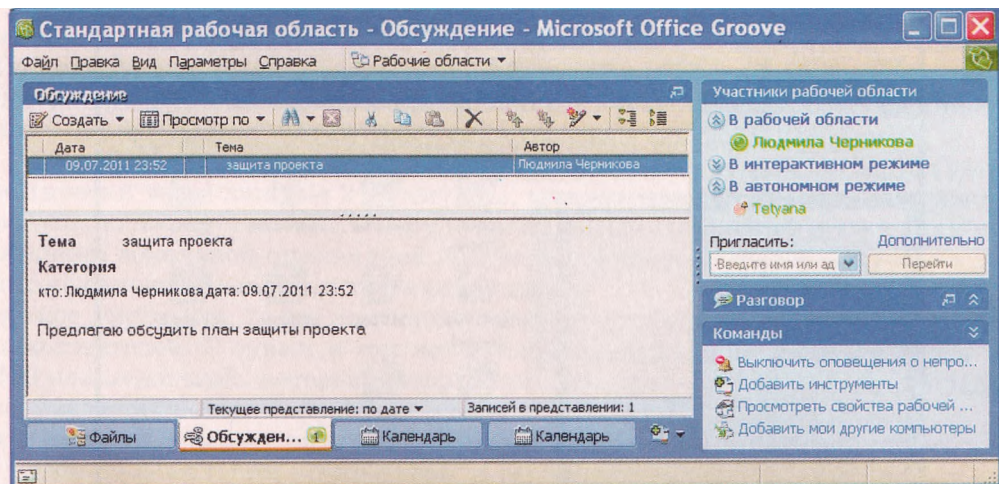 Стандартная рабочая область - Обсуждение - Microsoft Office Groove
Файл Правка Вид Параметры Справка Рабочие области
Обсуждение
Создать Просмотр по
Дата Тема Автор
09.07.2011 23:52 защита проекта Людмила Черникова
Тема защита проекта
Категория
кто: Людмила Черникова дата: 09.07.2011 23:52
Предлагаю обсудить план защиты проекта
Текущее представление: по дате Записей в представлении: 1
Файлы Обсужден... 1 Календарь Календарь
Участники рабочей области
В рабочей области
Людмила Черникова
В интерактивном режиме
В автономном режиме
Tetyana
Пригласить: Дополнительно
-Введите имя или ад Перейти
Разговор
Команды
Выключить оповещения о непро...
Добавить инструменты
Просмотреть свойства рабочей ...
Добавить мои другие компьютеры